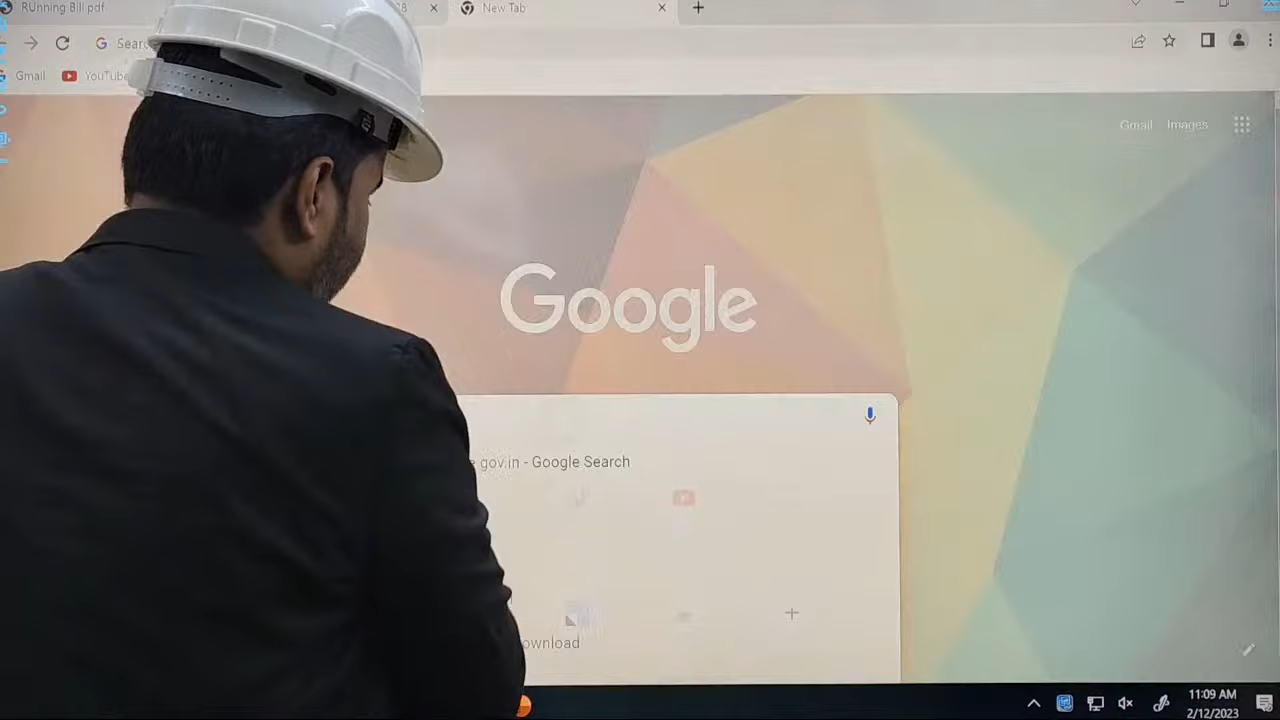 RUnning Bill pdf
New Tab
Gmail
YouTube
Gmail Images
Google
gov.in - Google Search
11:09 AM
2/12/2023